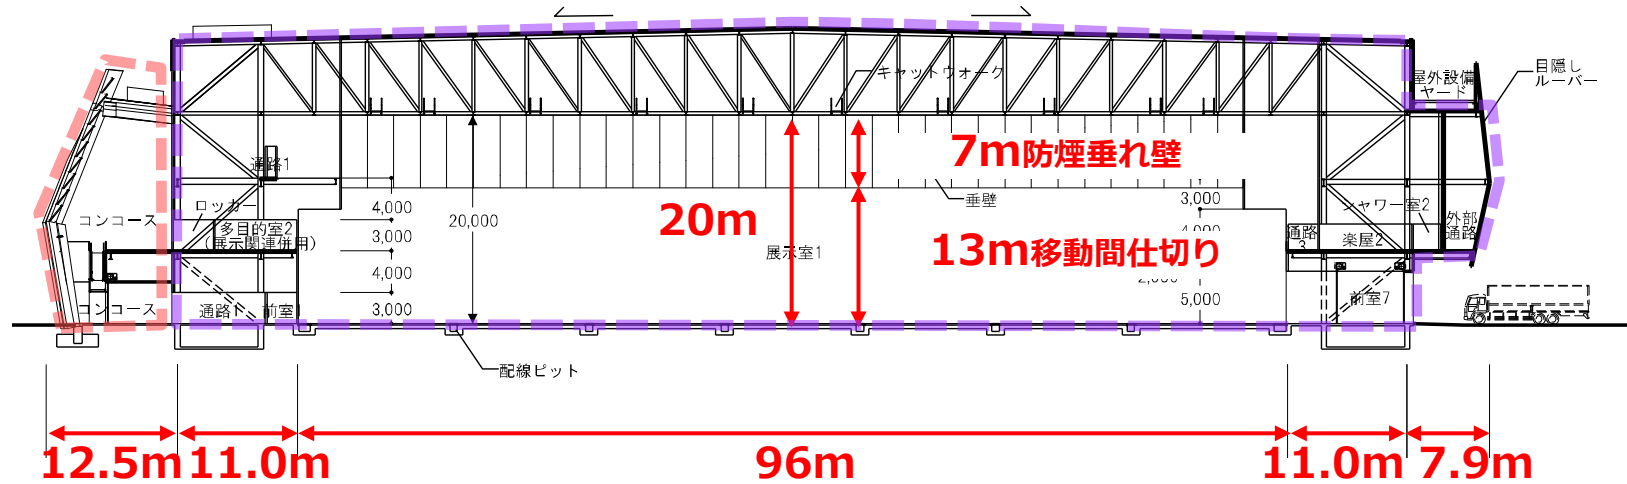 キャットウォーク
屋外設備
ヤード
目隠し
ルーバー
7m防煙垂れ壁
通路1
垂壁
3,000
ロッカー
4,000
20,000
20m
シャワー室2
コンコース
多目的室2
(展示関連併用)
3,000
展示室1
13m移動間仕切り
通路
3
楽屋2
外部
通路
4,000
コンコース
通路1
前室
3,000
5,000
前室7
配線ピット
12.5m
11.0m
96m
11.0m
7.9m